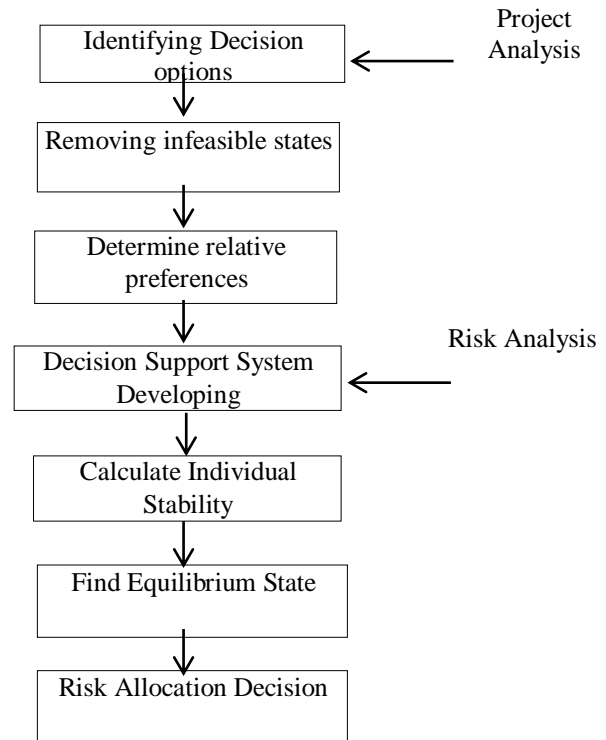 Identifying Decision
options
Project
Analysis
Removing infeasible states
Determine relative
preferences
Decision Support System
Developing
Risk Analysis
Calculate Individual
Stability
Find Equilibrium State
Risk Allocation Decision